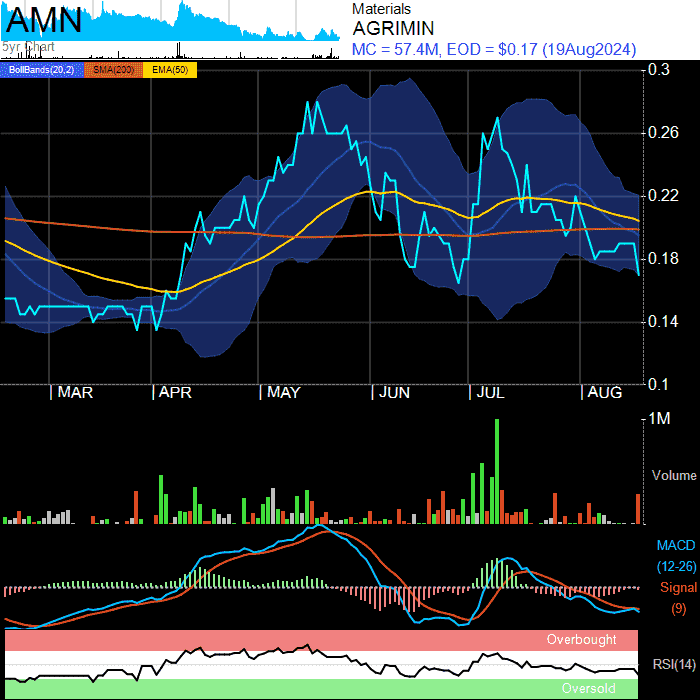 AMN
5yr Chart
Materials
AGRIMIN
MC = 57.4M, EOD = $0.17 (19Aug2024)
BollBands(20,2) SMA(200) EMA(50)
0.3
0.26
0.22
0.18
0.14
0.1
MAR APR MAY JUN JUL AUG
1M
Volume
MACD
(12-26)
Signal
(9)
Overbought
RSI(14)
Oversold